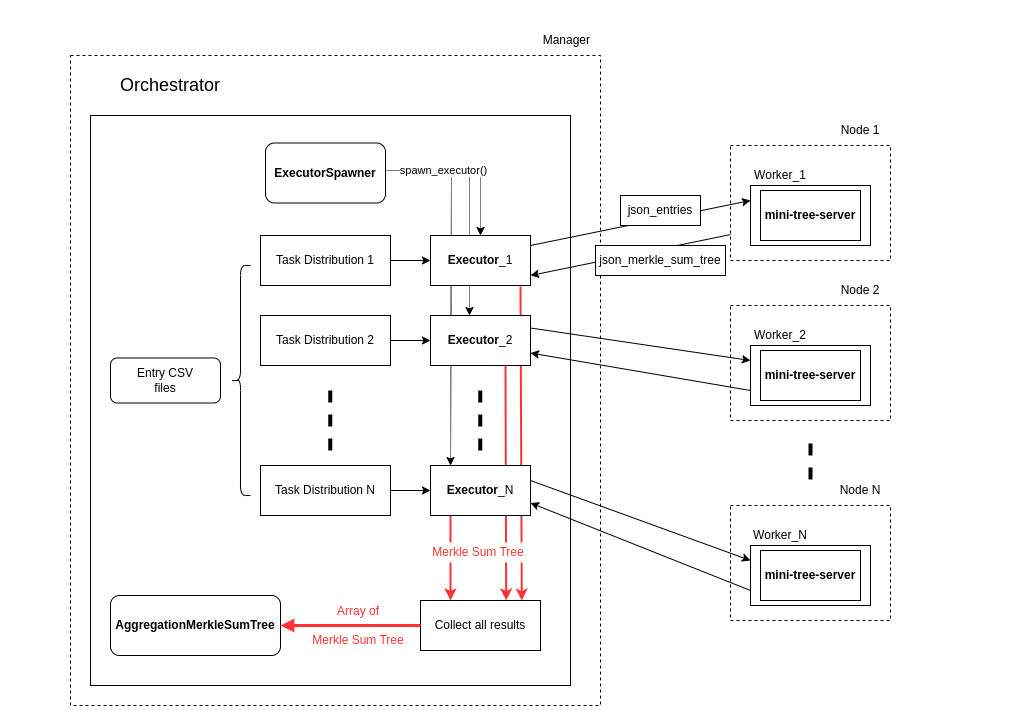 Manager
Orchestrator
Node 1
ExecutorSpawner
spawn_executor()
Worker_1
json_entries
mini-tree-server
Task Distribution 1
Executor_1
json_merkle_sum_tree
Node 2
Task Distribution 2
Executor_2
Worker_2
mini-tree-server
Entry CSV
files
Task Distribution N
Executor_N
Node N
Worker_N
mini-tree-server
Merkle Sum Tree
AggregationMerkleSumTree
Array of
Merkle Sum Tree
Collect all results